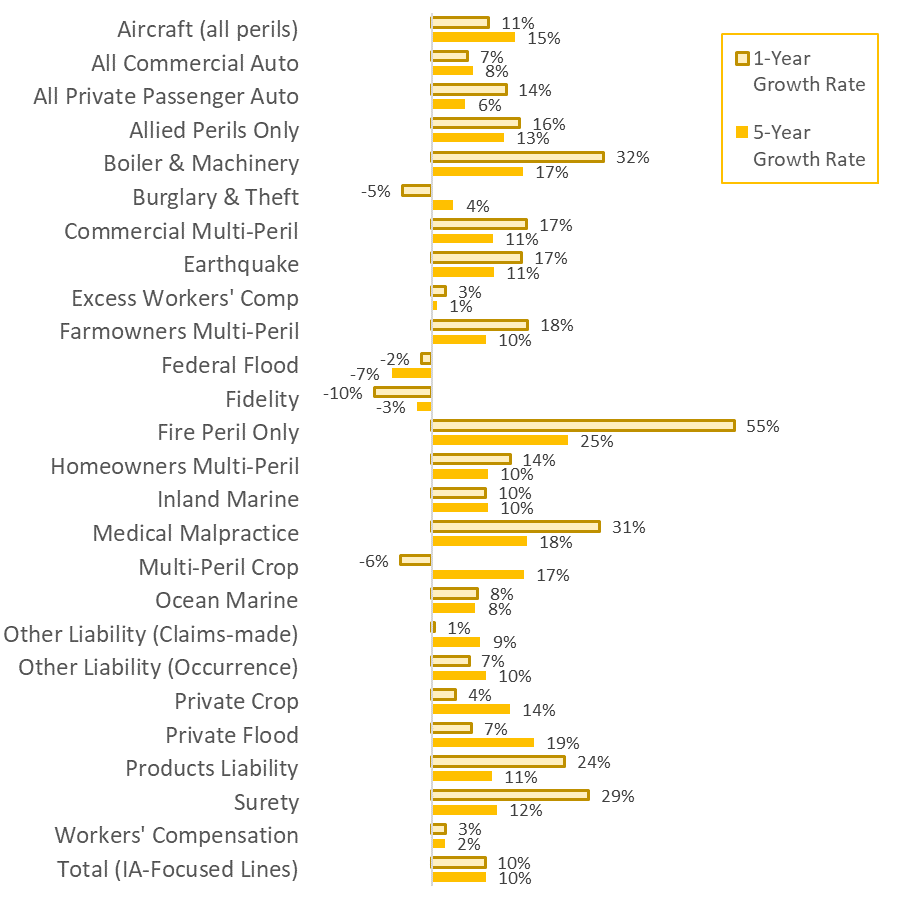 Aircraft (all perils) 11%
15%
All Commercial Auto 7%
8%
All Private Passenger Auto 14%
6%
Allied Perils Only 16%
13%
Boiler & Machinery 32%
17%
Burglary & Theft -5%
4%
Commercial Multi-Peril 17%
11%
Earthquake 17%
11%
Excess Workers' Comp 3%
1%
Farmowners Multi-Peril 18%
10%
Federal Flood -2%
-7%
Fidelity -10%
-3%
Fire Peril Only 55%
25%
Homeowners Multi-Peril 14%
10%
Inland Marine 10%
10%
Medical Malpractice 31%
18%
Multi-Peril Crop -6%
17%
Ocean Marine 8%
8%
Other Liability (Claims-made) 1%
9%
Other Liability (Occurrence) 7%
10%
Private Crop 4%
14%
Private Flood 7%
19%
Products Liability 24%
11%
Surety 29%
12%
Workers' Compensation 3%
2%
Total (IA-Focused Lines) 10%
10%
1-Year
Growth Rate
5-Year
Growth Rate